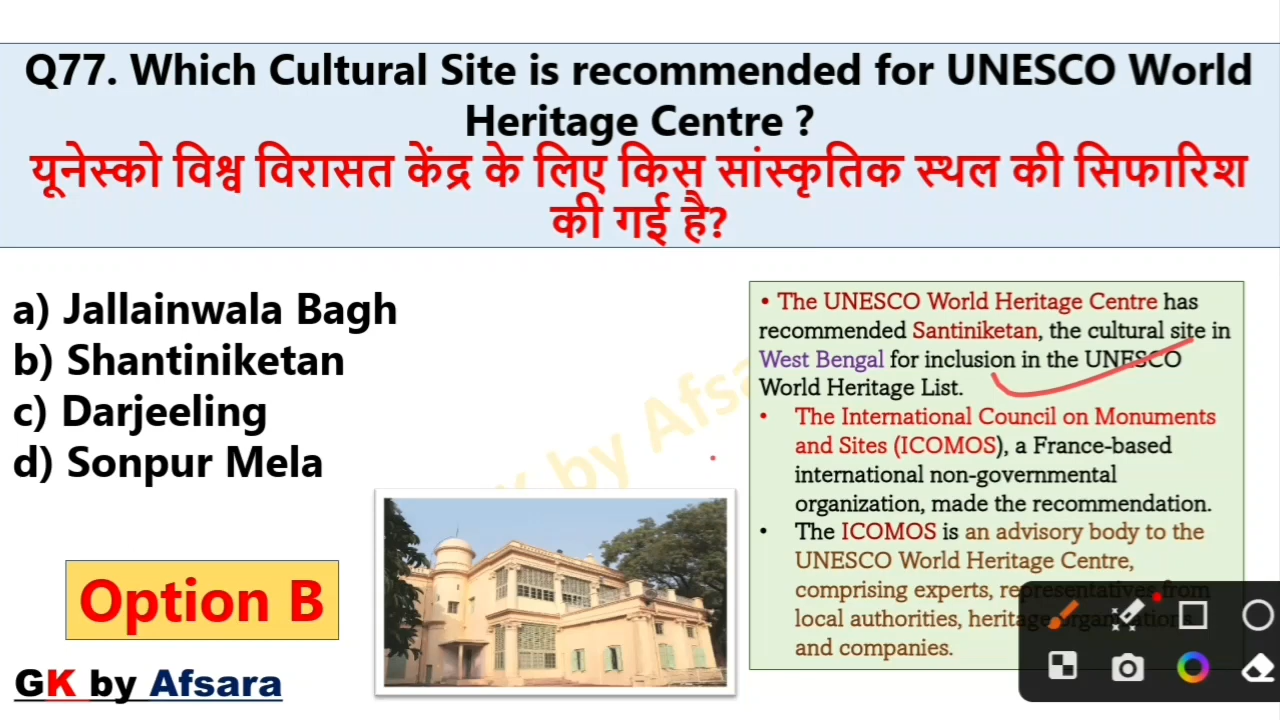 Q77. Which Cultural Site is recommended for UNESCO World
Heritage Centre ?
यूनेस्को विश्व विरासत केंद्र के लिए किस सांस्कृतिक स्थल की सिफारिश
की गई है?
a) Jallainwala Bagh
b) Shantiniketan
c) Darjeeling
d) Sonpur Mela
Option B
GK by Afsara
• The UNESCO World Heritage Centre has
recommended Santiniketan, the cultural site in
West Bengal for inclusion in the UNESCO
World Heritage List.
• The International Council on Monuments
and Sites (ICOMOS), a France-based
international non-governmental
organization, made the recommendation.
• The ICOMOS is an advisory body to the
UNESCO World Heritage Centre,
comprising experts, representatives from
local authorities, heritage organizations
and companies.